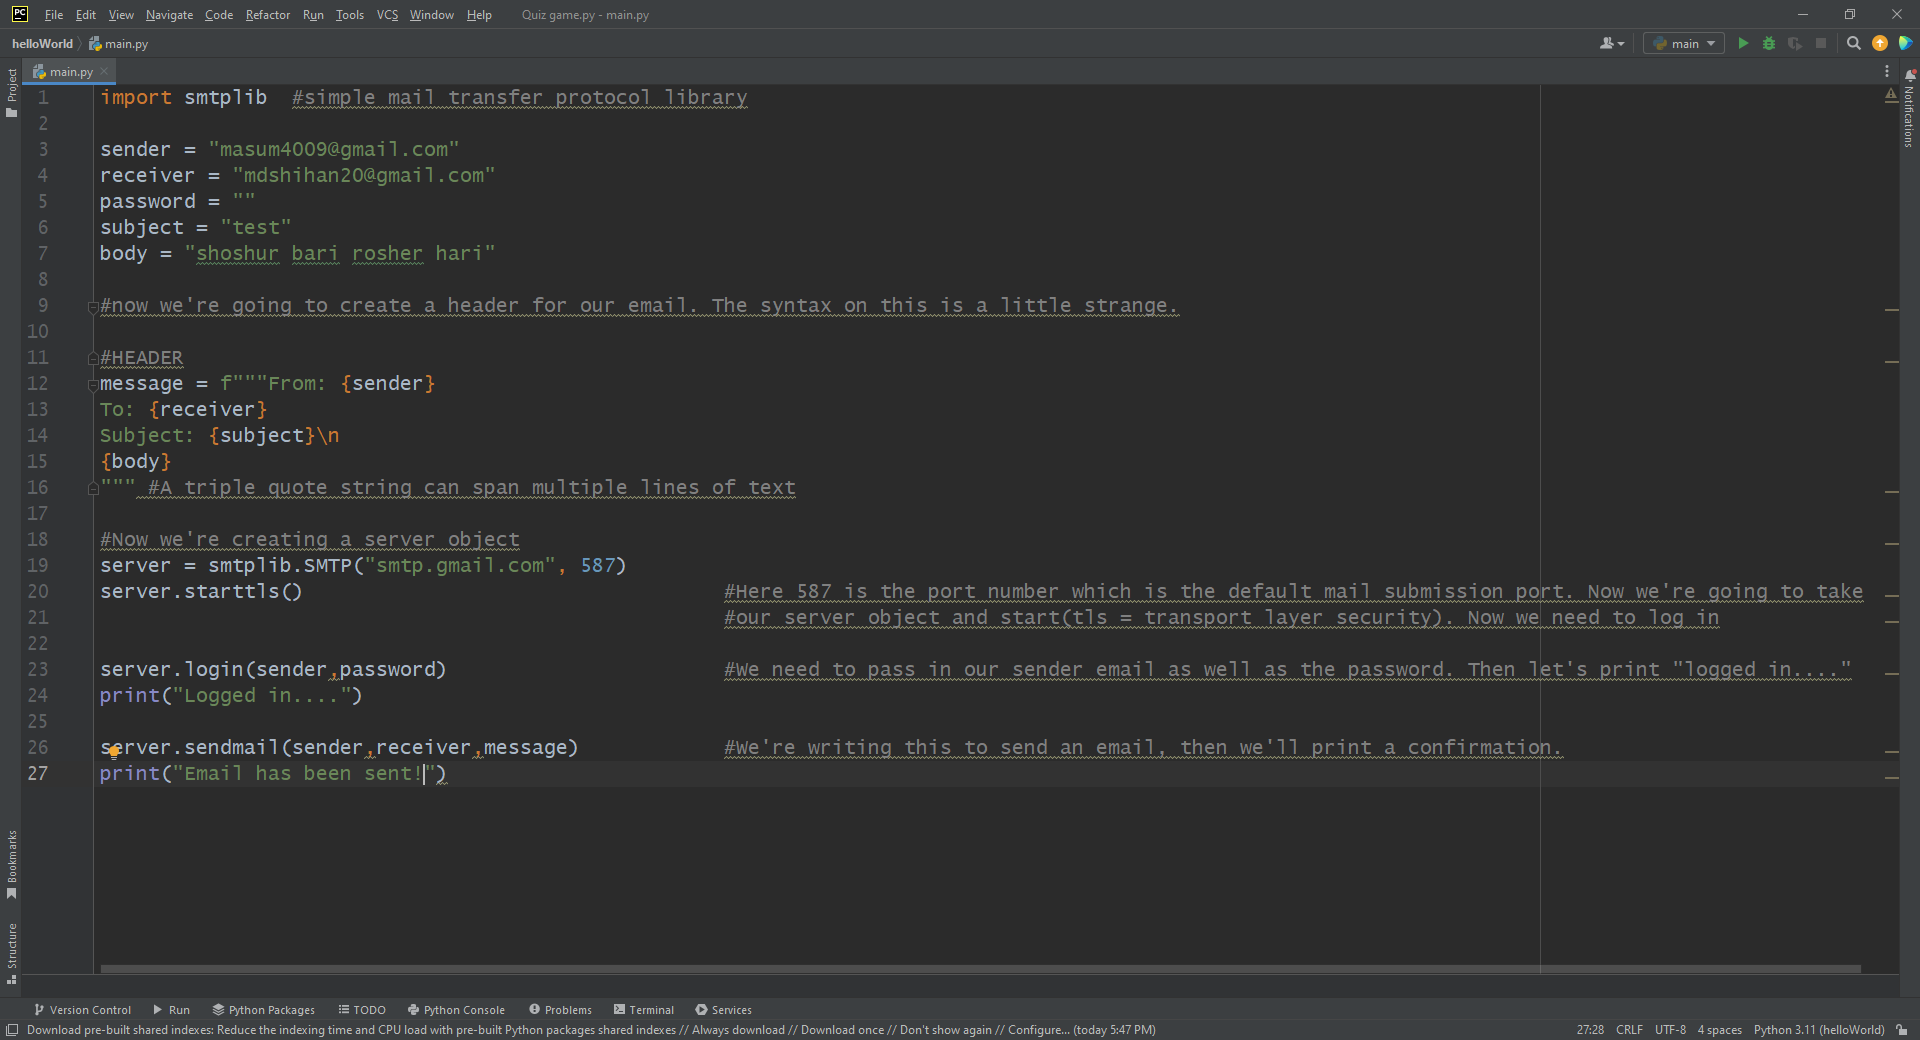 PC File Edit View Navigate Code Refactor Run Tools VCS Window Help Quiz game.py - main.py
helloWorld main.py main
main.py
Project
Notifications
1 import smtplib  #simple mail transfer protocol library
2
3 sender = "masum4009@gmail.com"
4 receiver = "mdshihan20@gmail.com"
5 password = ""
6 subject = "test"
7 body = "shoshur bari rosher hari"
8
9 #now we're going to create a header for our email. The syntax on this is a little strange.
10
11 #HEADER
12 message = f"""From: {sender}
13 To: {receiver}
14 Subject: {subject}\n
15 {body}
16 """ #A triple quote string can span multiple lines of text
17
18 #Now we're creating a server object
19 server = smtplib.SMTP("smtp.gmail.com", 587)
20 server.starttls() #Here 587 is the port number which is the default mail submission port. Now we're going to take
21 #our server object and start(tls = transport layer security). Now we need to log in
22
23 server.login(sender,password) #We need to pass in our sender email as well as the password. Then let's print "logged in...."
24 print("Logged in....")
25
26 server.sendmail(sender,receiver,message) #We're writing this to send an email, then we'll print a confirmation.
27 print("Email has been sent!")
Bookmarks
Structure
Version Control Run Python Packages TODO Python Console Problems Terminal Services
Download pre-built shared indexes: Reduce the indexing time and CPU load with pre-built Python packages shared indexes // Always download // Download once // Don't show again // Configure... (today 5:47 PM) 27:28 CRLF UTF-8 4 spaces Python 3.11 (helloWorld)